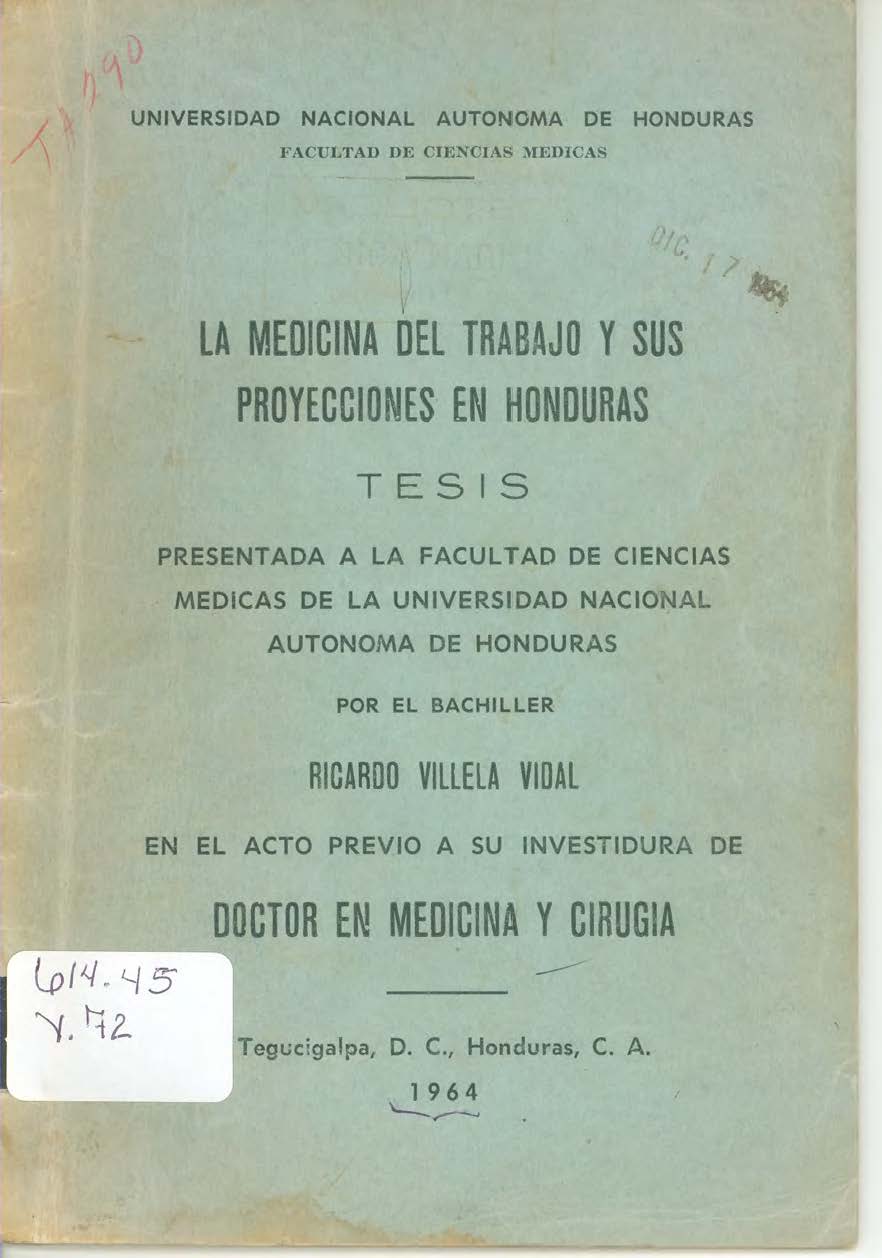 TA290
UNIVERSIDAD NACIONAL AUTONOMA DE HONDURAS
FACULTAD DE CIENCIAS MEDICAS
DIC. 17 1964
LA MEDICINA DEL TRABAJO Y SUS
PROYECCIONES EN HONDURAS
TESIS
PRESENTADA A LA FACULTAD DE CIENCIAS
MEDICAS DE LA UNIVERSIDAD NACIONAL
AUTONOMA DE HONDURAS
POR EL BACHILLER
RICARDO VILLELA VIDAL
EN EL ACTO PREVIO A SU INVESTIDURA DE
DOCTOR EN MEDICINA Y CIRUGIA
614.45
V.72
Tegucigalpa, D. C., Honduras, C. A.
1964